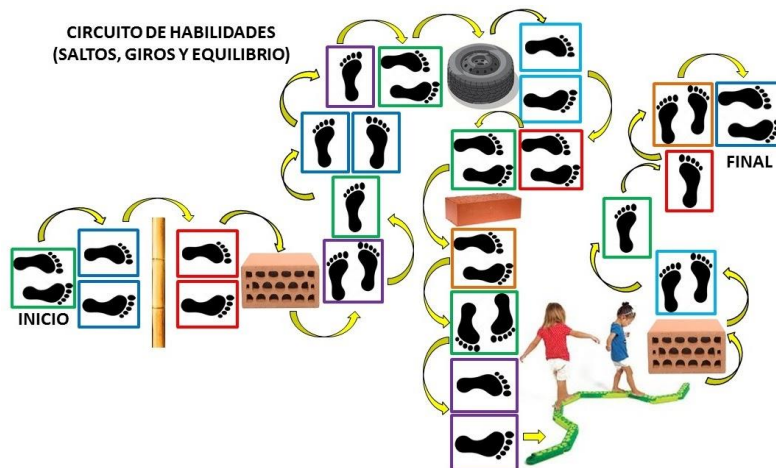 CIRCUITO DE HABILIDADES
(SALTOS, GIROS Y EQUILIBRIO)
INICIO
FINAL